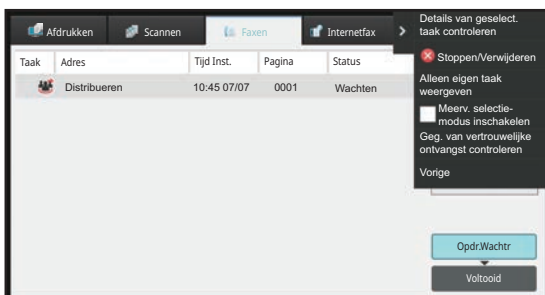 Afdrukken
Scannen
Faxen
Internetfax
Taak Adres Tijd Inst. Pagina Status
Distribueren 10:45 07/07 0001 Wachten
Details van geselect.
taak controleren
Stoppen/Verwijderen
Alleen eigen taak
weergeven
Meerv. selectie-
modus inschakelen
Geg. van vertrouwelijke
ontvangst controleren
Vorige
Opdr.Wachtr
Voltooid